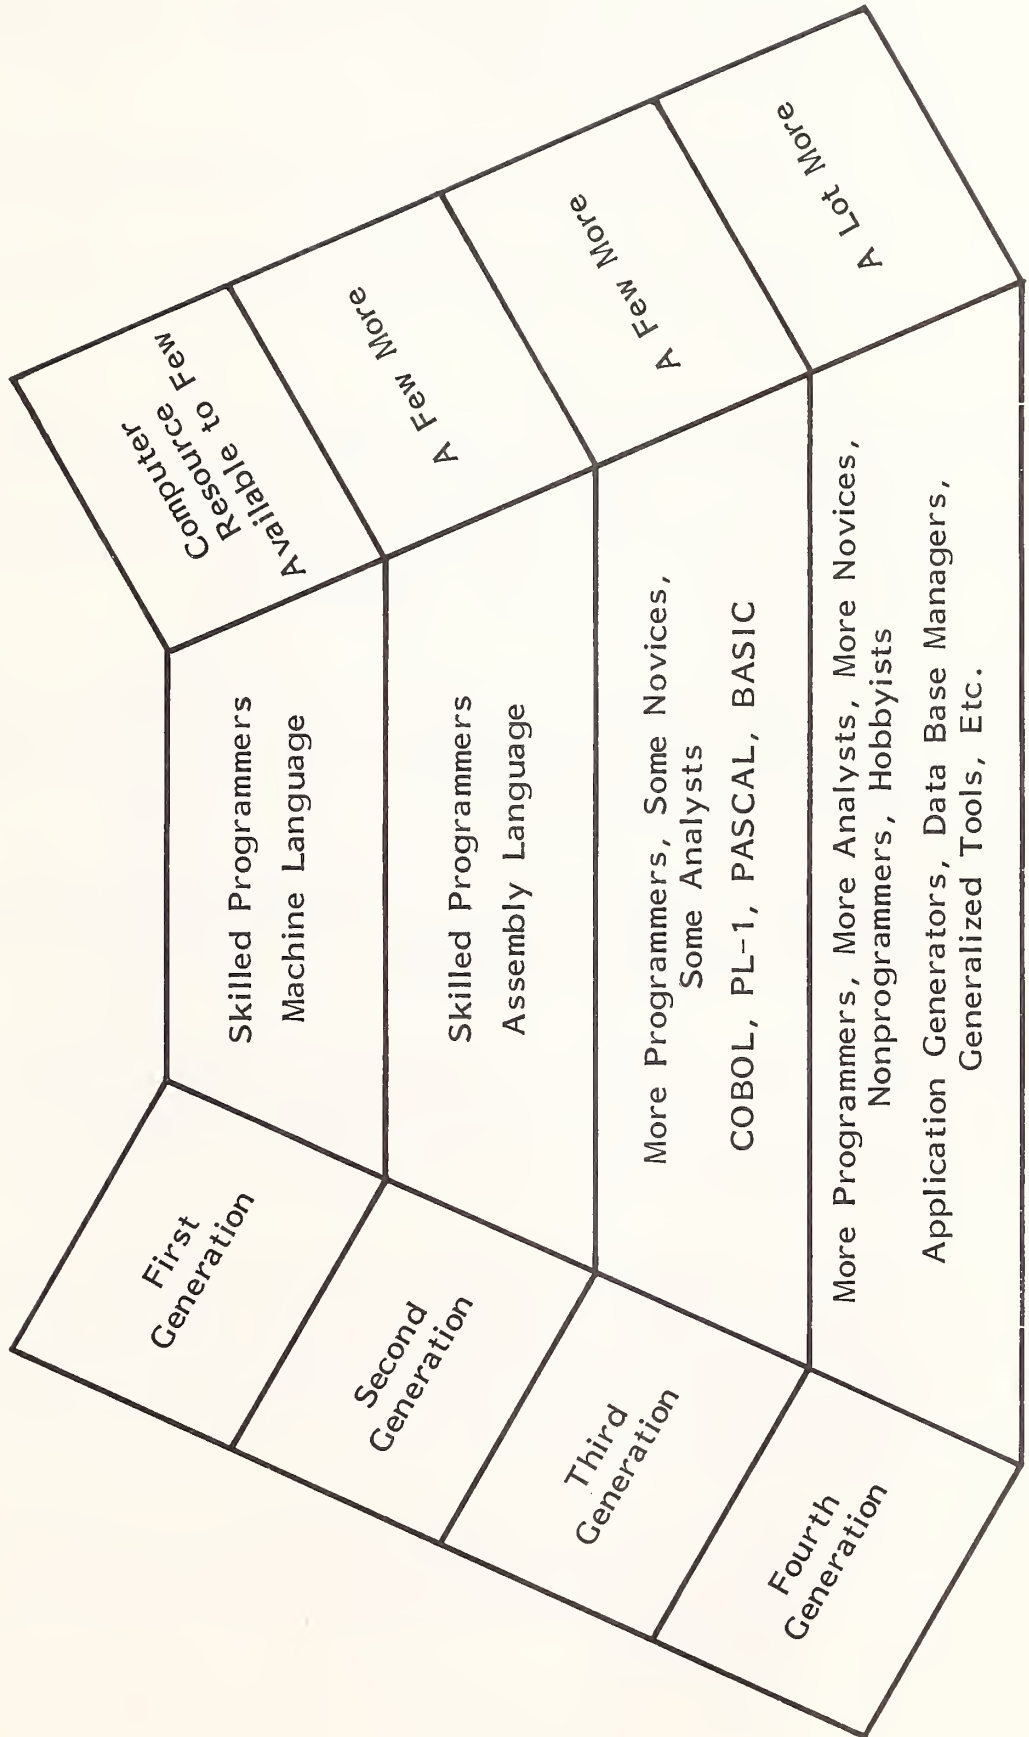 First
Generation
Skilled Programmers
Machine Language
Computer
Resource
Available to Few
Second
Generation
Skilled Programmers
Assembly Language
A Few More
Third
Generation
More Programmers, Some Novices,
Some Analysts
COBOL, PL-1, PASCAL, BASIC
A Few More
Fourth
Generation
More Programmers, More Analysts, More Novices,
Nonprogrammers, Hobbyists
Application Generators, Data Base Managers,
Generalized Tools, Etc.
A Lot More